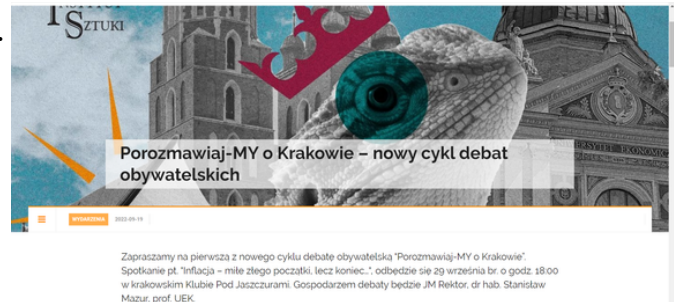 SZTUKI
Porozmawiaj-MY o Krakowie – nowy cykl debat
obywatelskich
WYDARZENIA 2022-09-19
Zapraszamy na pierwszą z nowego cyklu debatę obywatelską "Porozmawiaj-MY o Krakowie".
Spotkanie pt. "Inflacja – miłe złego początki, lecz koniec…", odbędzie się 29 września br. o godz. 18:00
w krakowskim Klubie Pod Jaszczurami. Gospodarzem debaty będzie JM Rektor, dr hab. Stanisław
Mazur, prof. UEK.